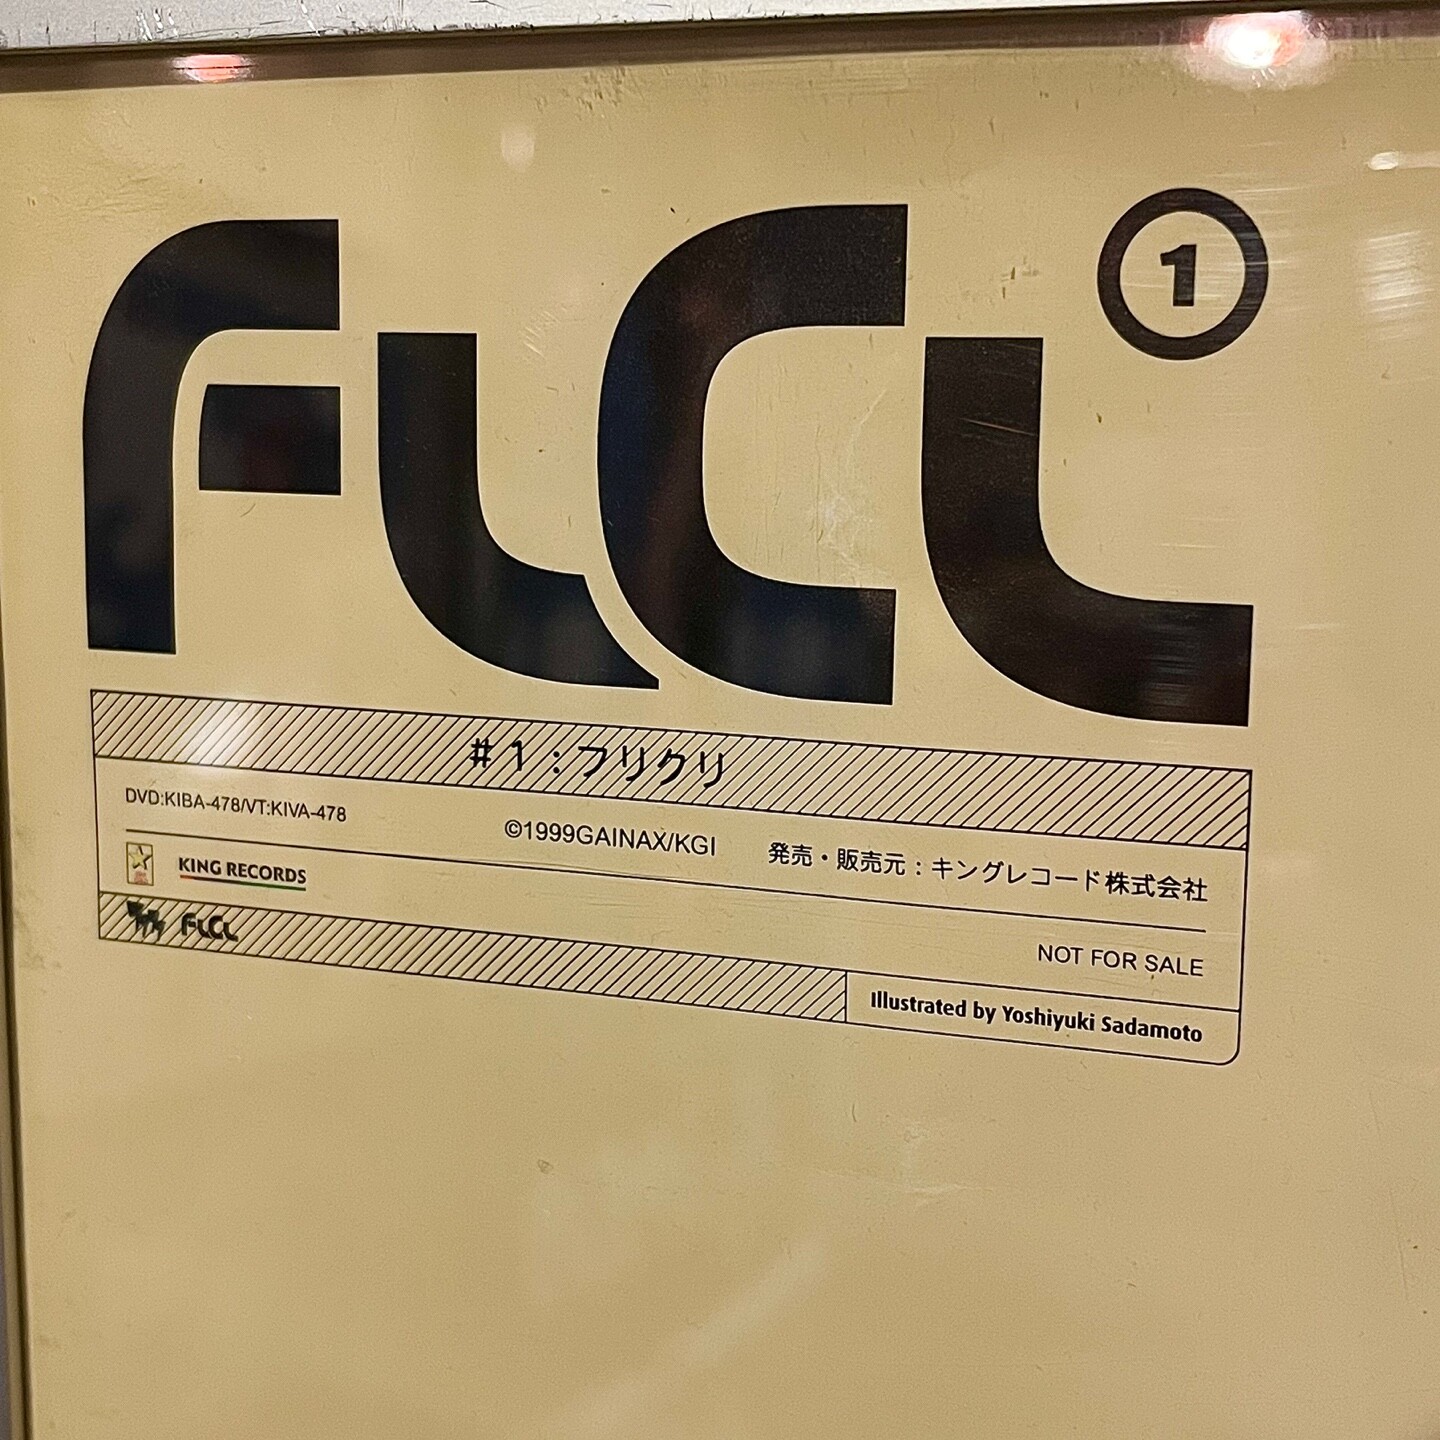 FLCL ①
#1:フリクリ
DVD:KIBA-478/VT:KIVA-478 ©1999GAINAX/KGI 発売・販売元：キングレコード株式会社
KING RECORDS
NOT FOR SALE
FLCL
Illustrated by Yoshiyuki Sadamoto